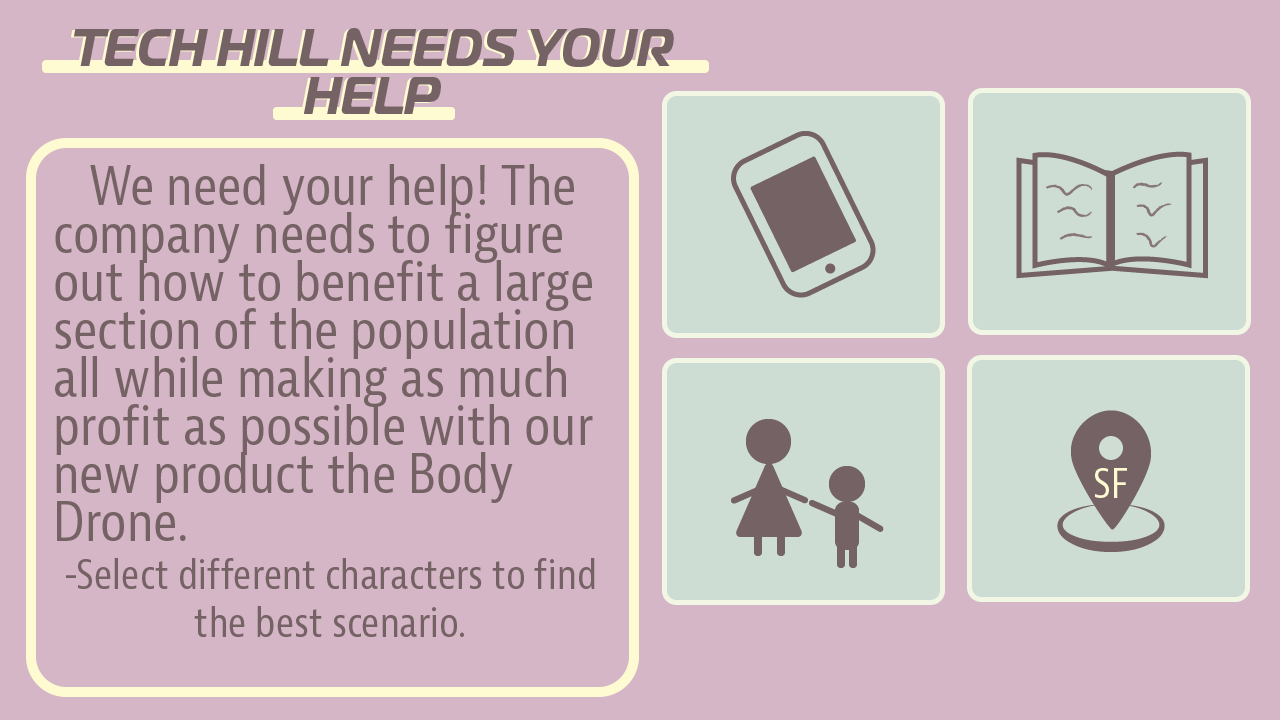 TECH HILL NEEDS YOUR
HELP
We need your help! The
company needs to figure
out how to benefit a large
section of the population
all while making as much
profit as possible with our
new product the Body
Drone.
-Select different characters to find
the best scenario.
SF